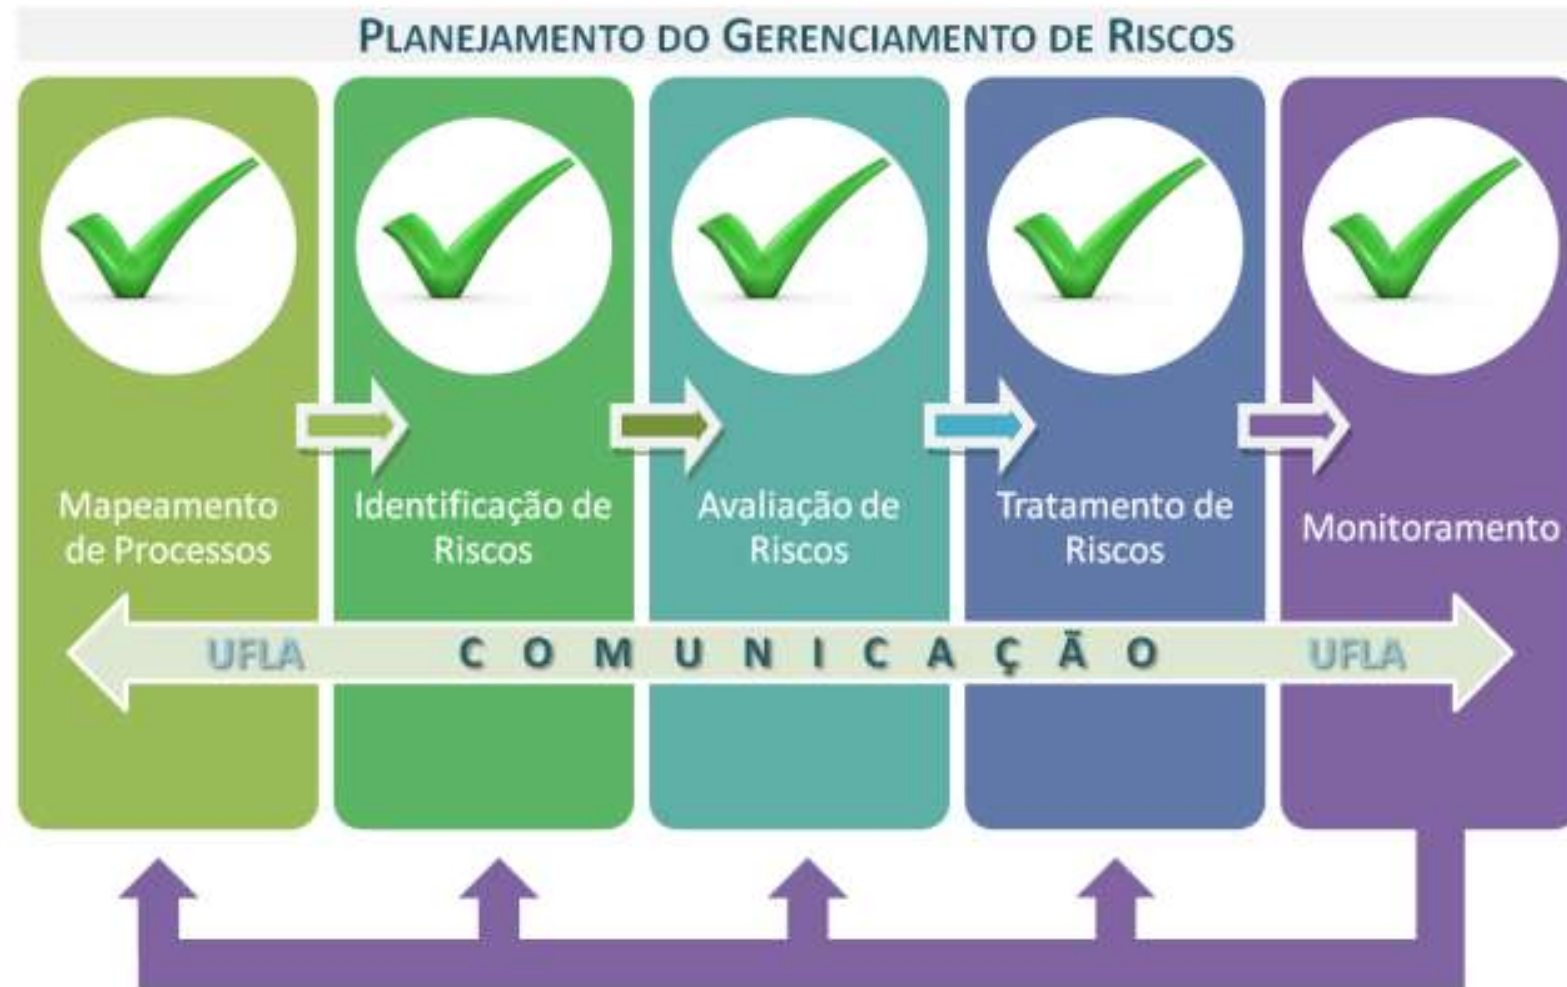 PLANEJAMENTO DO GERENCIAMENTO DE RISCOS
Mapeamento
de Processos
Identificação de
Riscos
Avaliação de
Riscos
Tratamento de
Riscos
Monitoramento
UFLA COMUNICAÇÃO UFLA